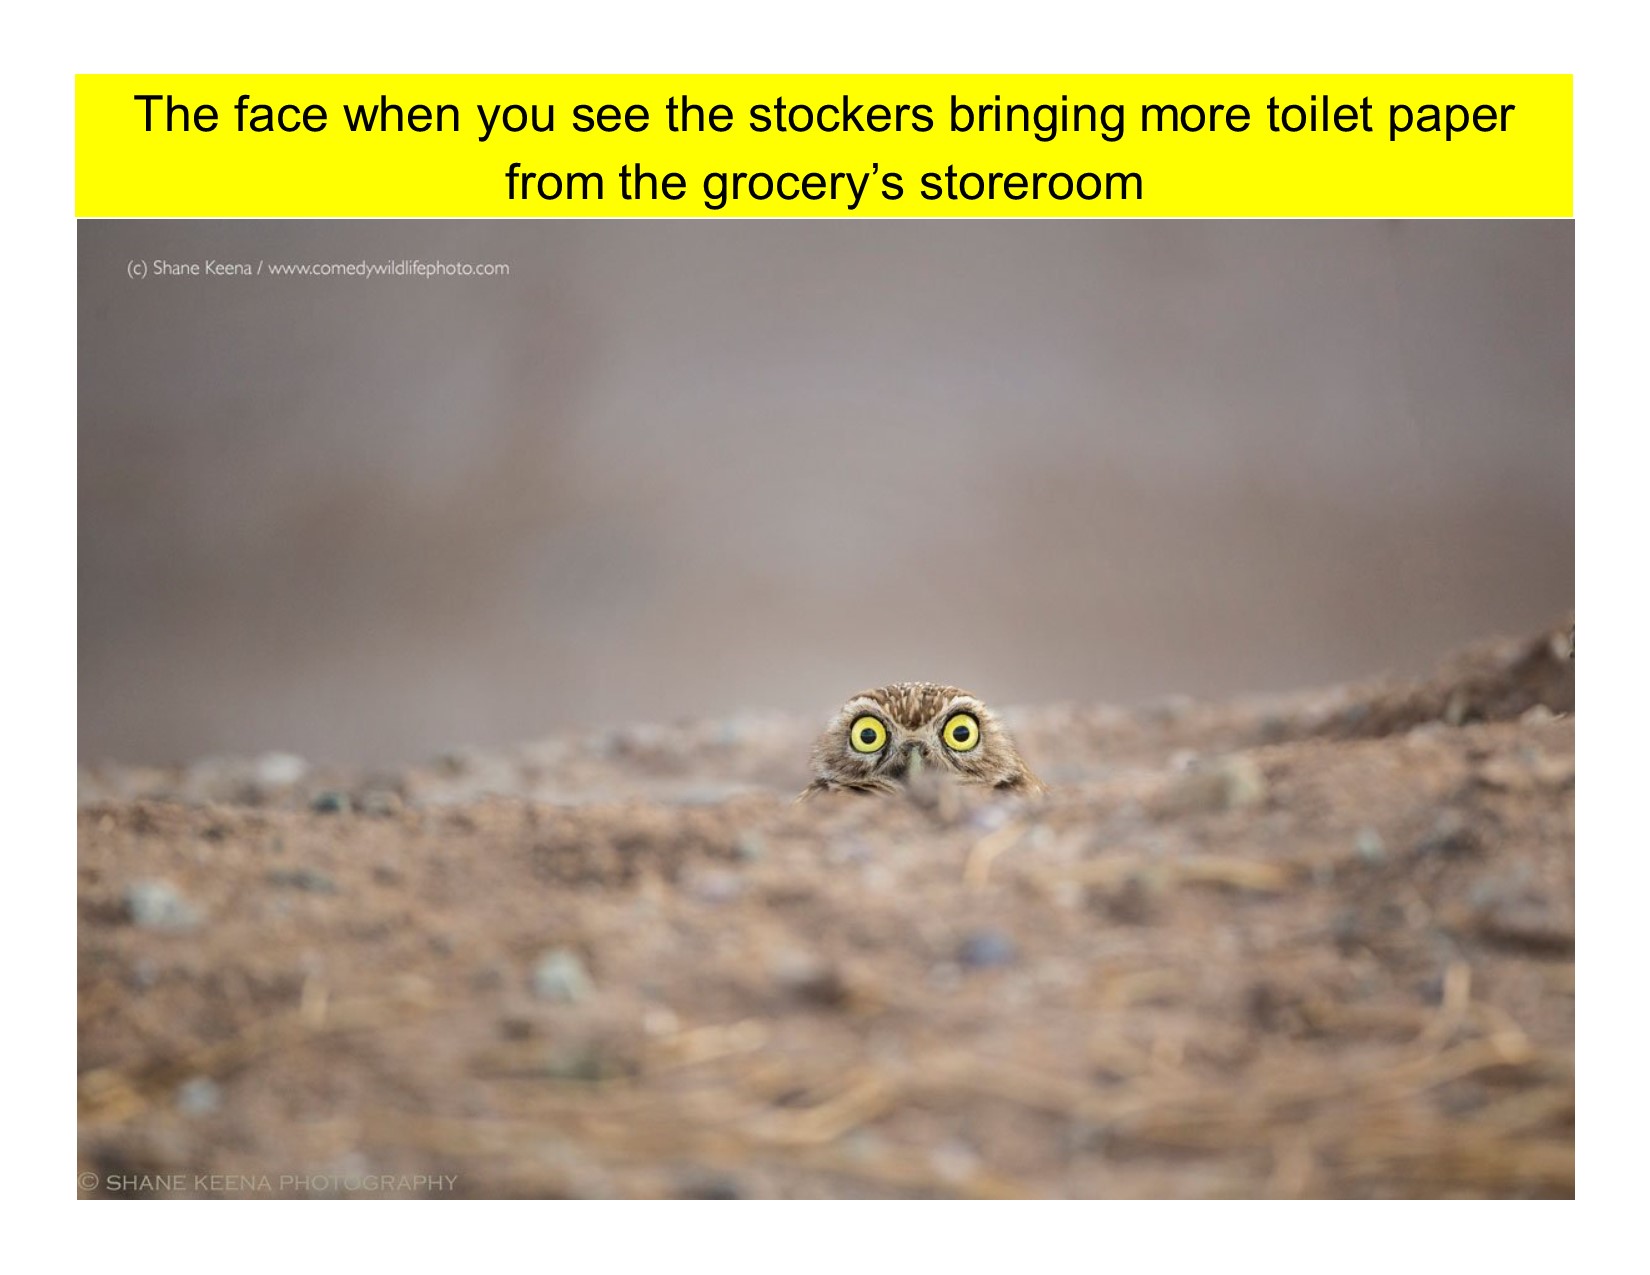 The face when you see the stockers bringing more toilet paper
from the grocery’s storeroom
(c) Shane Keena / www.comedywildlifephoto.com
© SHANE KEENA PHOTOGRAPHY